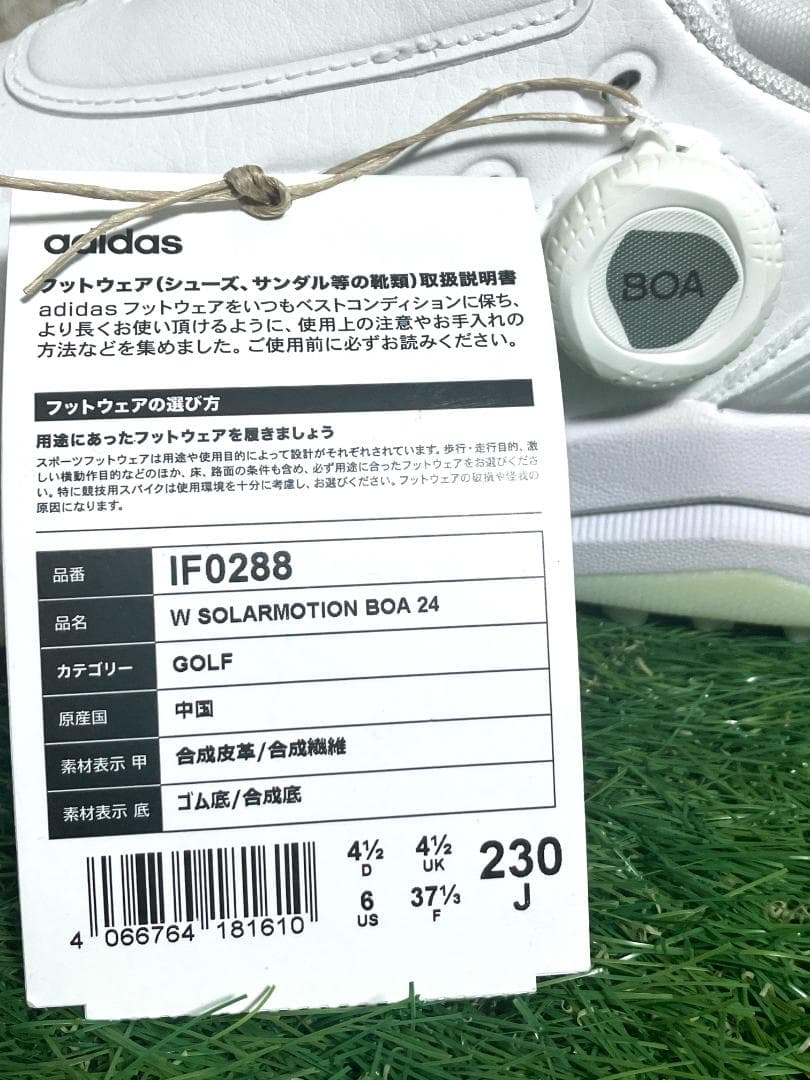 adidas
フットウェア(シューズ、サンダル等の靴類)取扱説明書
adidas フットウェアをいつもベストコンディションに保ち、
より長くお使い頂けるように、使用上の注意やお手入れの
方法などを集めました。ご使用前に必ずお読みください。
BOA
フットウェアの選び方
用途にあったフットウェアを履きましょう
スポーツフットウェアは用途や使用目的によって設計がそれぞれされています。歩行・走行目的、激
しい横動作目的などのほか、床、路面の条件も含め、必ず用途に合ったフットウェアをお選びくださ
い。特に競技用スパイクは使用環境を十分に考慮し、お選びください。フットウェアの破損や怪我の
原因になります。
品番 IF0288
品名 W SOLARMOTION BOA 24
カテゴリー GOLF
原産国 中国
素材表示 甲 合成皮革/合成繊維
素材表示 底 ゴム底/合成底
4½ 4½ 230
D UK J
6 37⅓
US F
4 066764 181610